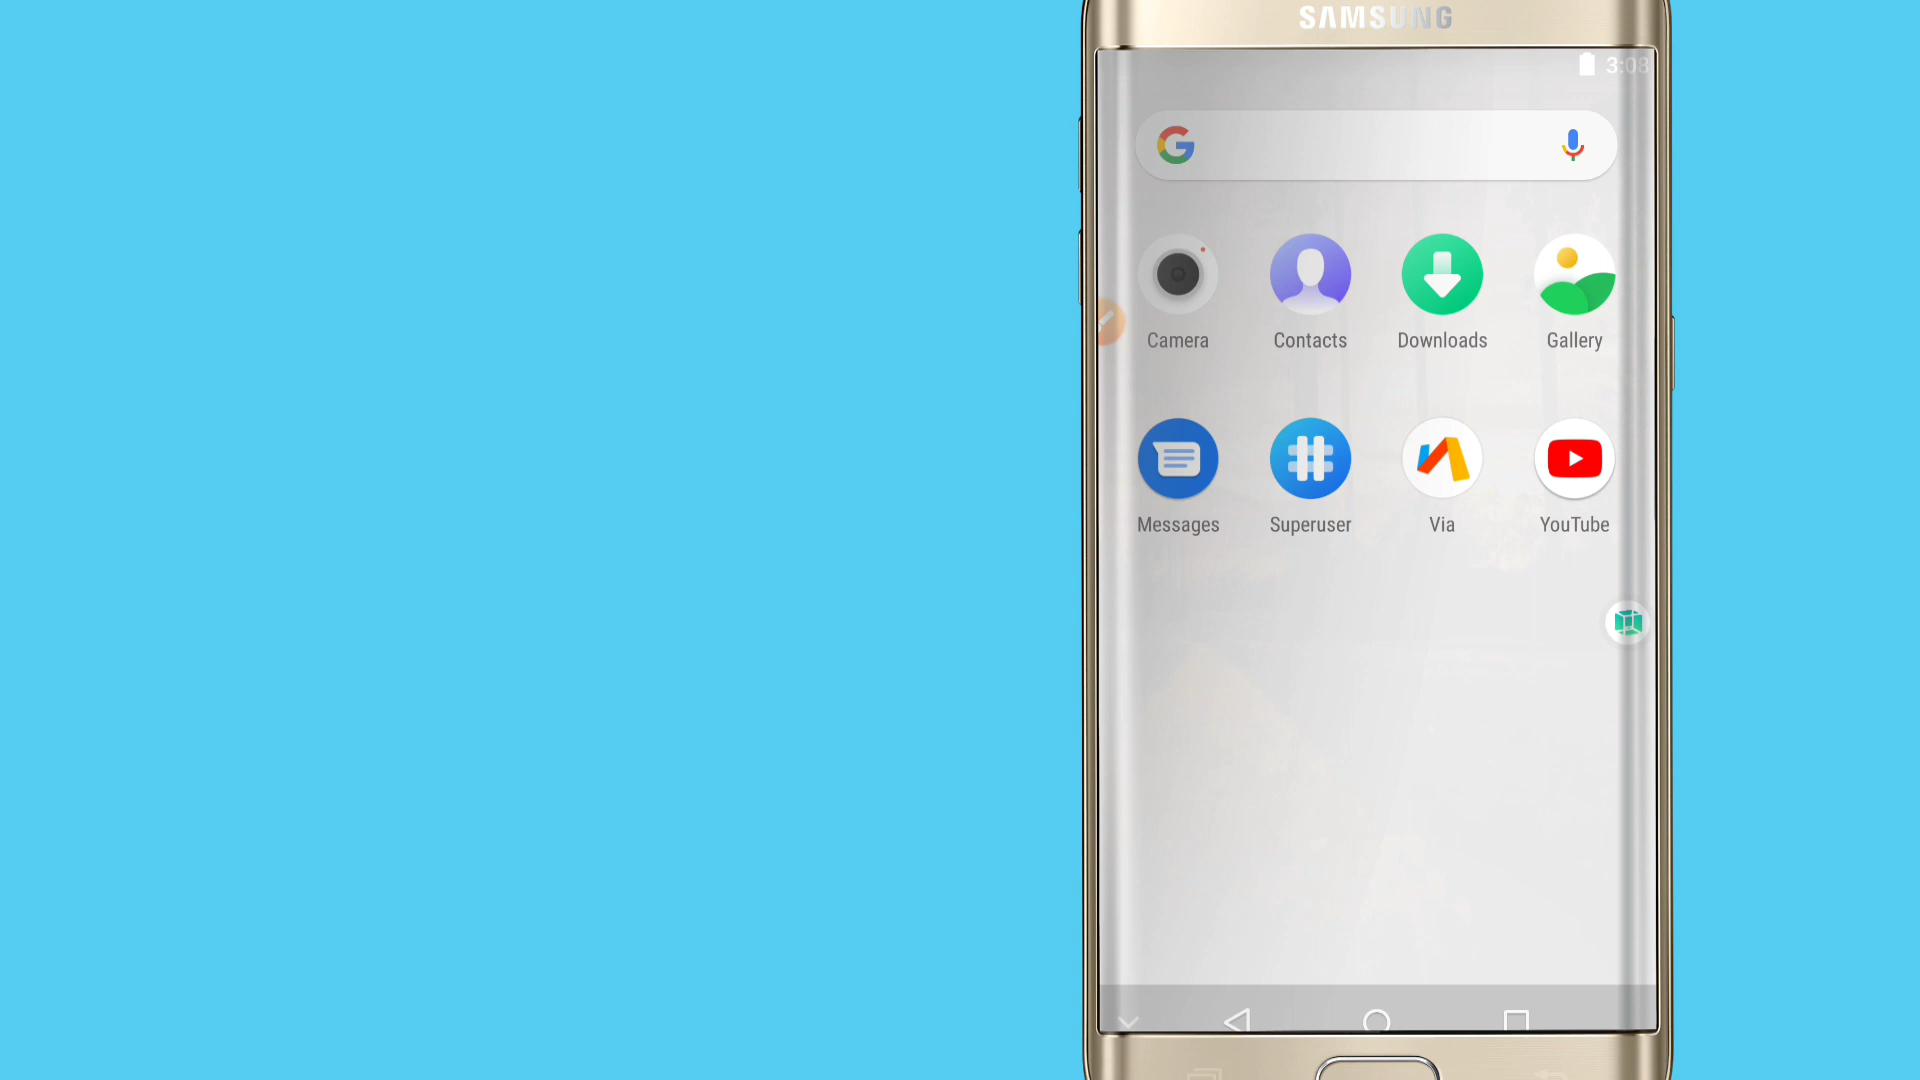 SAMSUNG
3:08
Camera
Contacts
Downloads
Gallery
Messages
Superuser
Via
YouTube